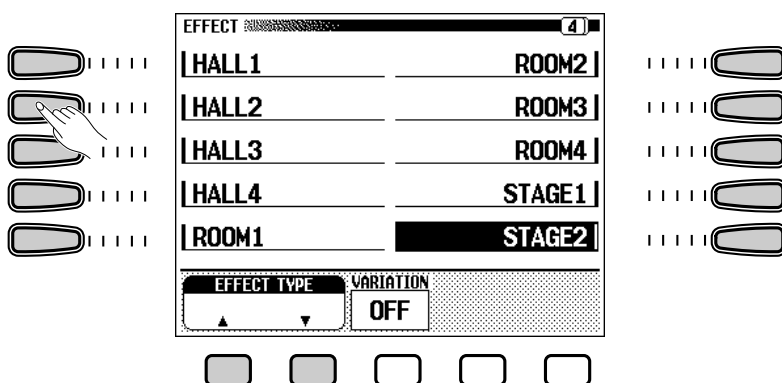 EFFECT 4
HALL1 ROOM2
HALL2 ROOM3
HALL3 ROOM4
HALL4 STAGE1
ROOM1 STAGE2
EFFECT TYPE VARIATION
▲ ▼ OFF